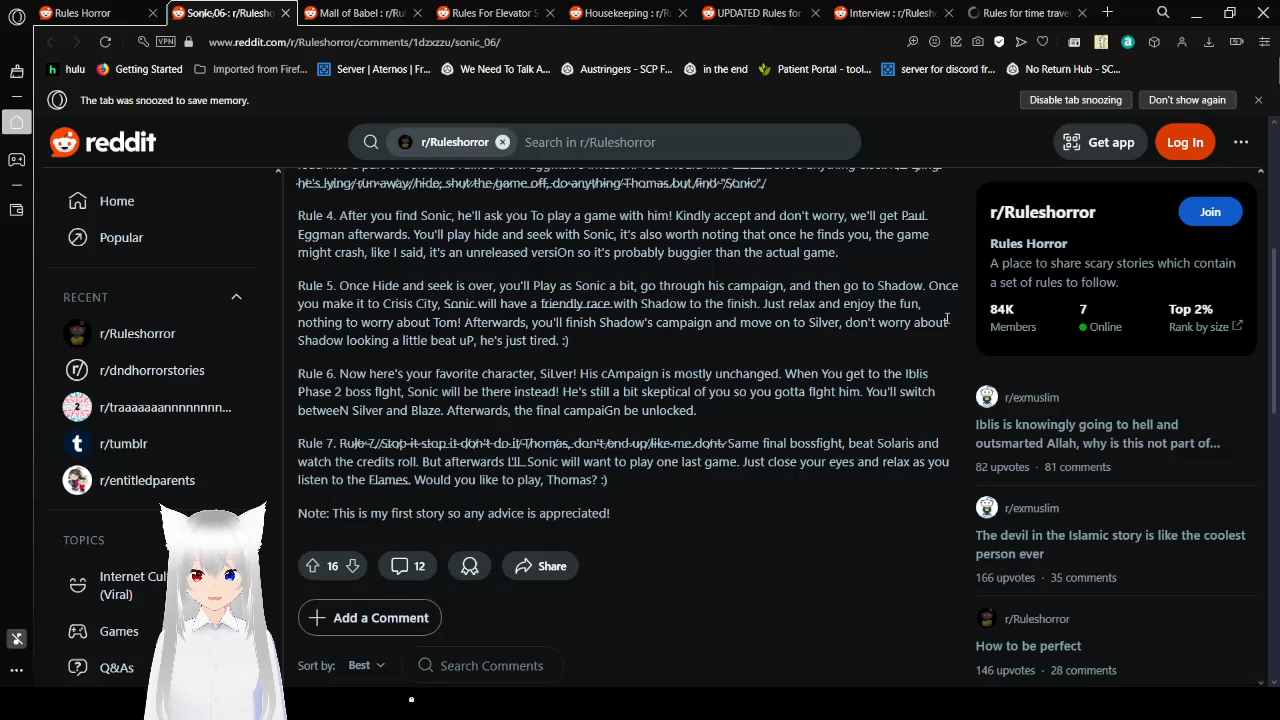 Rules Horror
Sonic 06 : r/Rulesho
Mall of Babel : r/Rul
Rules For Elevator S
Housekeeping : r/Ru
UPDATED Rules for
Interview : r/Rulesh
Rules for time trave
VPN
www.reddit.com/r/Ruleshorror/comments/1dzxzzu/sonic_06/
hulu
Getting Started
Imported from Firef...
Server | Aternos | Fr...
We Need To Talk A...
Austringers - SCP F...
in the end
Patient Portal - tool...
server for discord fr...
No Return Hub - SC...
The tab was snoozed to save memory.
Disable tab snoozing
Don't show again
reddit
r/Ruleshorror
Search in r/Ruleshorror
Get app
Log In
Home
Popular
RECENT
r/Ruleshorror
r/dndhorrorstories
r/traaaaaaannnnnnnn...
r/tumblr
r/entitledparents
TOPICS
Internet Cul
(Viral)
Games
Q&As
he's lying/run away/hide, shut the game off, do anything Thomas but find "Sonic"/
Rule 4. After you find Sonic, he'll ask you To play a game with him! Kindly accept and don't worry, we'll get Paul
Eggman afterwards. You'll play hide and seek with Sonic, it's also worth noting that once he finds you, the game
might crash, like I said, it's an unreleased versiOn so it's probably buggier than the actual game.
Rule 5. Once Hide and seek is over, you'll Play as Sonic a bit, go through his campaign, and then go to Shadow. Once
you make it to Crisis City, Sonic will have a friendly race with Shadow to the finish. Just relax and enjoy the fun,
nothing to worry about Tom! Afterwards, you'll finish Shadow's campaign and move on to Silver, don't worry about
Shadow looking a little beat uP, he's just tired. :)
Rule 6. Now here's your favorite character, SiLver! His cAmpaign is mostly unchanged. When You get to the Iblis
Phase 2 boss fight, Sonic will be there instead! He's still a bit skeptical of you so you gotta fIght him. You'll switch
betweeN Silver and Blaze. Afterwards, the final campaiGn be unlocked.
Rule 7. Rule 7/Stop it stop it don't do it/Thomas, don't/end up/like me dont. Same final bossfight, beat Solaris and
watch the credits roll. But afterwards I'll Sonic will want to play one last game. Just close your eyes and relax as you
listen to the Flames. Would you like to play, Thomas? :)
Note: This is my first story so any advice is appreciated!
16
12
Share
Add a Comment
Sort by:
Best
Search Comments
r/Ruleshorror
Join
Rules Horror
A place to share scary stories which contain
a set of rules to follow.
84K
7
Top 2%
Members
Online
Rank by size
r/exmuslim
Iblis is knowingly going to hell and
outsmarted Allah, why is this not part of...
82 upvotes · 81 comments
r/exmuslim
The devil in the Islamic story is like the coolest
person ever
166 upvotes · 35 comments
r/Ruleshorror
How to be perfect
146 upvotes · 28 comments